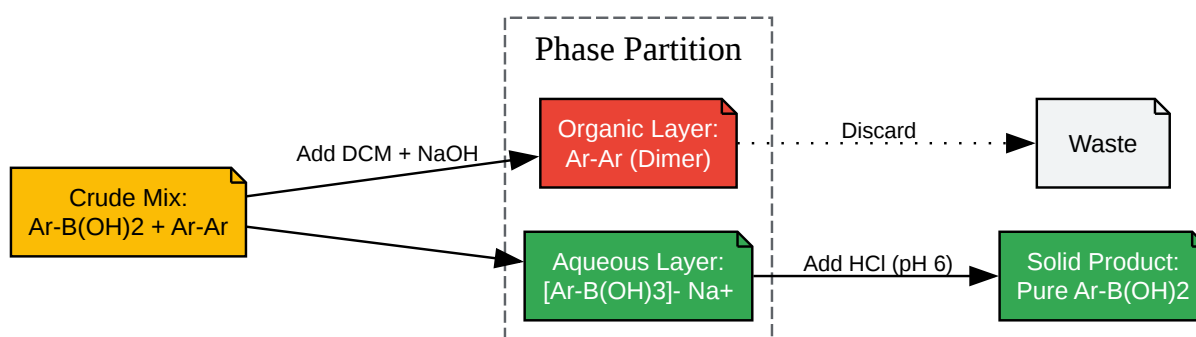 Phase Partition
Crude Mix:
Ar-B(OH)2 + Ar-Ar
Add DCM + NaOH
Organic Layer:
Ar-Ar (Dimer)
Discard
Waste
Aqueous Layer:
[Ar-B(OH)3]- Na+
Add HCl (pH 6)
Solid Product:
Pure Ar-B(OH)2